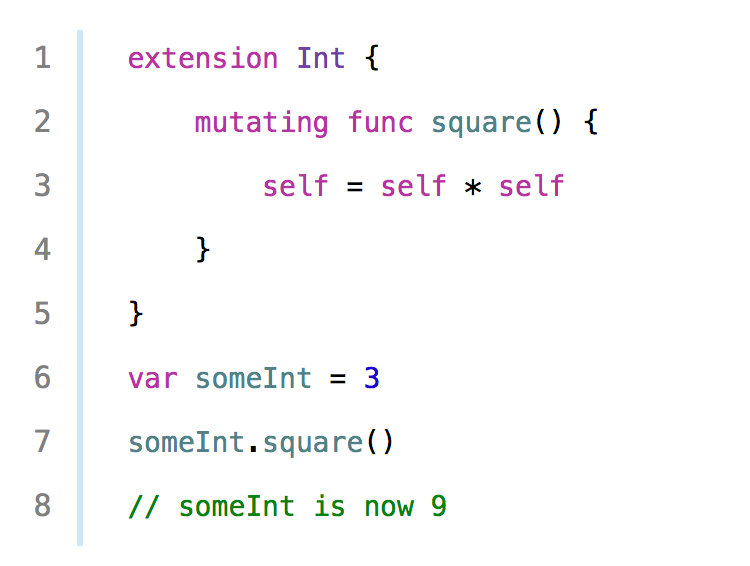 1 extension Int {
2     mutating func square() {
3         self = self * self
4     }
5 }
6 var someInt = 3
7 someInt.square()
8 // someInt is now 9